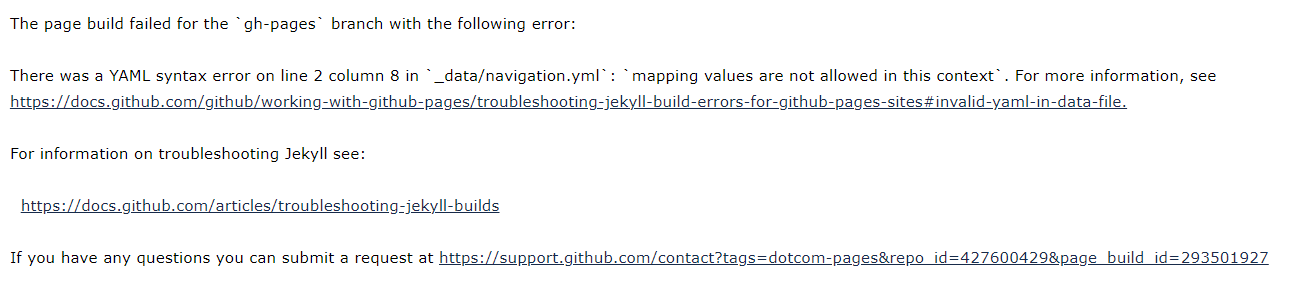 The page build failed for the `gh-pages` branch with the following error:
There was a YAML syntax error on line 2 column 8 in `_data/navigation.yml`: `mapping values are not allowed in this context`. For more information, see
https://docs.github.com/github/working-with-github-pages/troubleshooting-jekyll-build-errors-for-github-pages-sites#invalid-yaml-in-data-file.
For information on troubleshooting Jekyll see:
https://docs.github.com/articles/troubleshooting-jekyll-builds
If you have any questions you can submit a request at https://support.github.com/contact?tags=dotcom-pages&repo_id=427600429&page_build_id=293501927